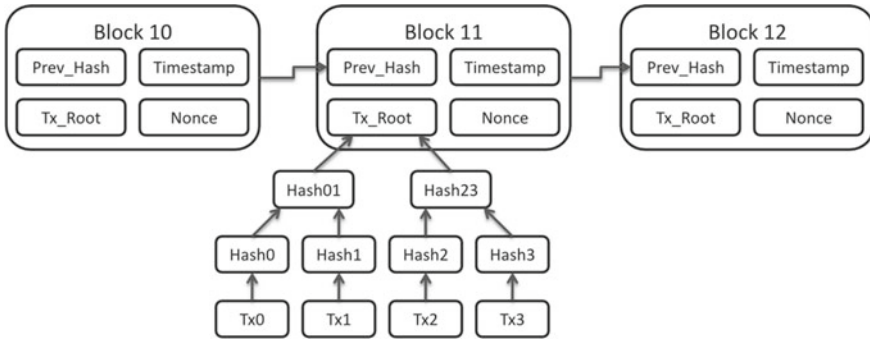 Block 10 Block 11 Block 12
Prev_Hash Timestamp Prev_Hash Timestamp Prev_Hash Timestamp
Tx_Root Nonce Tx_Root Nonce Tx_Root Nonce
Hash01 Hash23
Hash0 Hash1 Hash2 Hash3
Tx0 Tx1 Tx2 Tx3